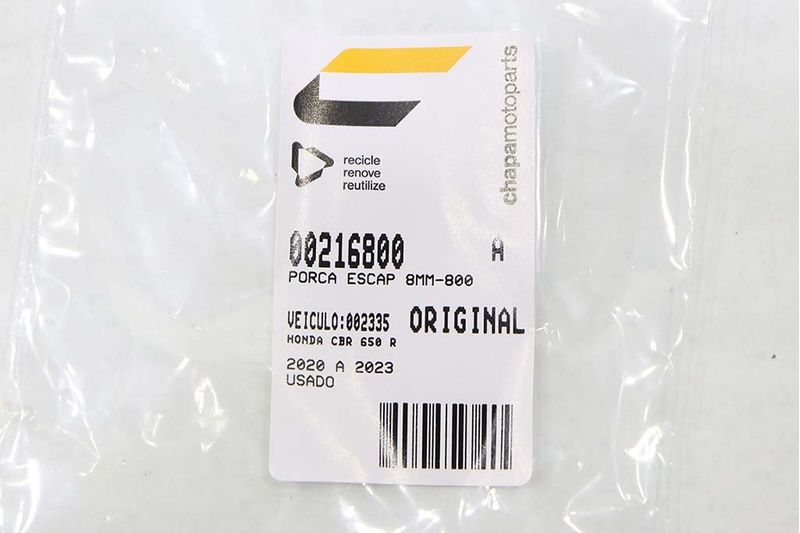 chapamotoparts
recicle
renove
reutilize
00216800 A
PORCA ESCAP 8MM-800
VEICULO:002335 ORIGINAL
HONDA CBR 650 R
2020 A 2023
USADO